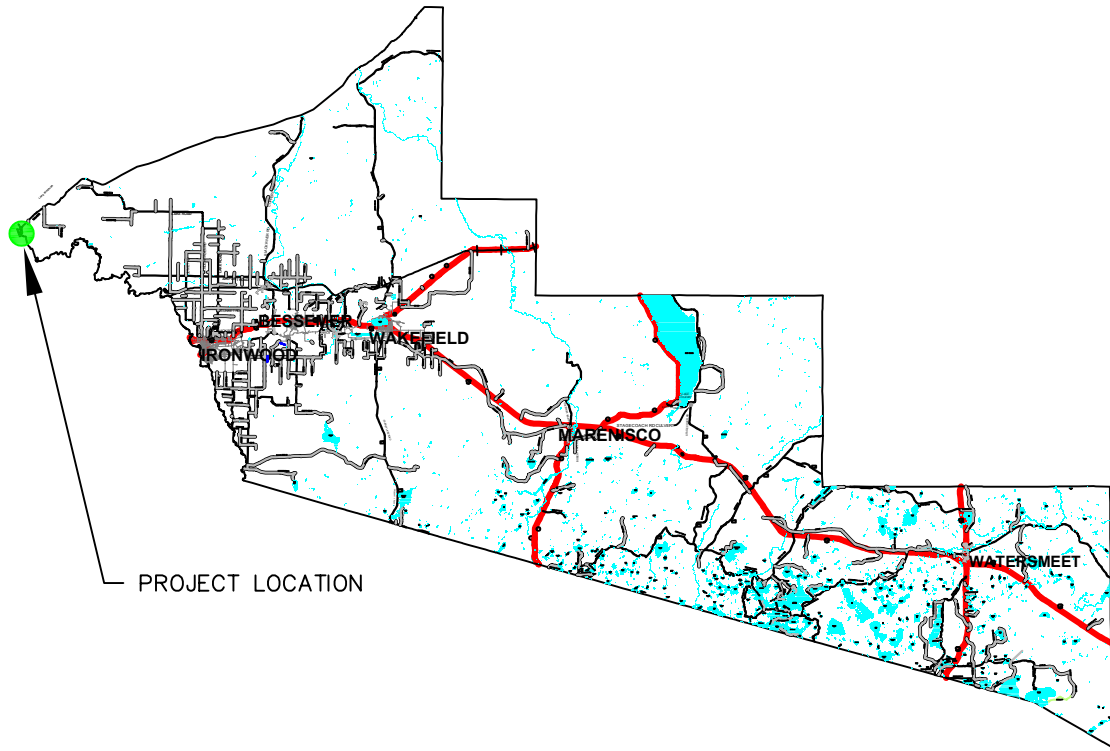 BESSEMER
WAKEFIELD
IRONWOOD
MARENISCO
WATERSMEET
PROJECT LOCATION